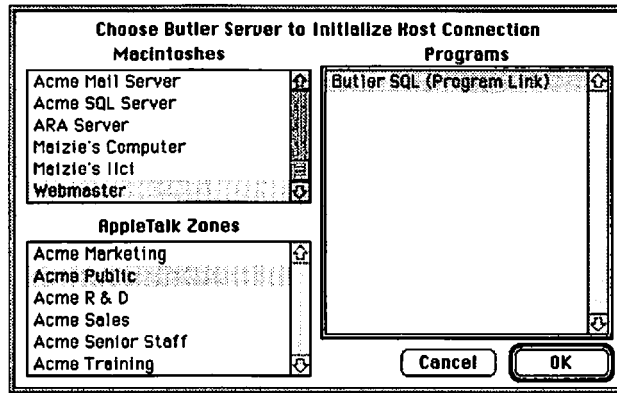 Choose Butler Server to Initialize Host Connection
Macintoshes
Acme Mail Server
Acme SQL Server
ARA Server
Maizie's Computer
Maizie's IIci
Webmaster
AppleTalk Zones
Acme Marketing
Acme Public
Acme R & D
Acme Sales
Acme Senior Staff
Acme Training
Programs
Butler SQL (Program Link)
Cancel
OK